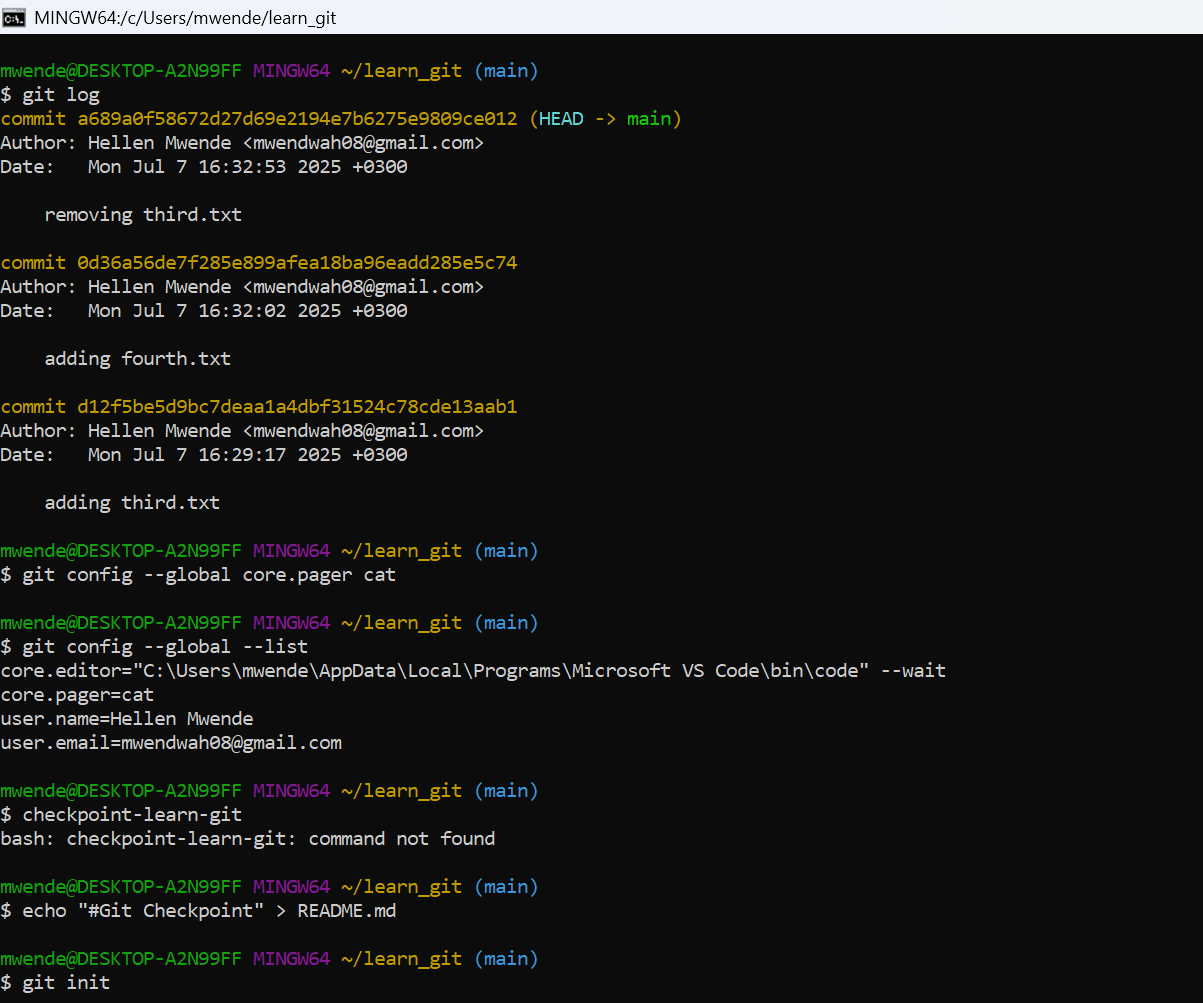 MINGW64:/c/Users/mwende/learn_git
mwende@DESKTOP-A2N99FF MINGW64 ~/learn_git (main)
$ git log
commit a689a0f58672d27d69e2194e7b6275e9809ce012 (HEAD -> main)
Author: Hellen Mwende <mwendwah08@gmail.com>
Date:   Mon Jul 7 16:32:53 2025 +0300
    removing third.txt
commit 0d36a56de7f285e899afea18ba96eadd285e5c74
Author: Hellen Mwende <mwendwah08@gmail.com>
Date:   Mon Jul 7 16:32:02 2025 +0300
    adding fourth.txt
commit d12f5be5d9bc7deaa1a4dbf31524c78cde13aab1
Author: Hellen Mwende <mwendwah08@gmail.com>
Date:   Mon Jul 7 16:29:17 2025 +0300
    adding third.txt
mwende@DESKTOP-A2N99FF MINGW64 ~/learn_git (main)
$ git config --global core.pager cat
mwende@DESKTOP-A2N99FF MINGW64 ~/learn_git (main)
$ git config --global --list
core.editor="C:\Users\mwende\AppData\Local\Programs\Microsoft VS Code\bin\code" --wait
core.pager=cat
user.name=Hellen Mwende
user.email=mwendwah08@gmail.com
mwende@DESKTOP-A2N99FF MINGW64 ~/learn_git (main)
$ checkpoint-learn-git
bash: checkpoint-learn-git: command not found
mwende@DESKTOP-A2N99FF MINGW64 ~/learn_git (main)
$ echo "#Git Checkpoint" > README.md
mwende@DESKTOP-A2N99FF MINGW64 ~/learn_git (main)
$ git init